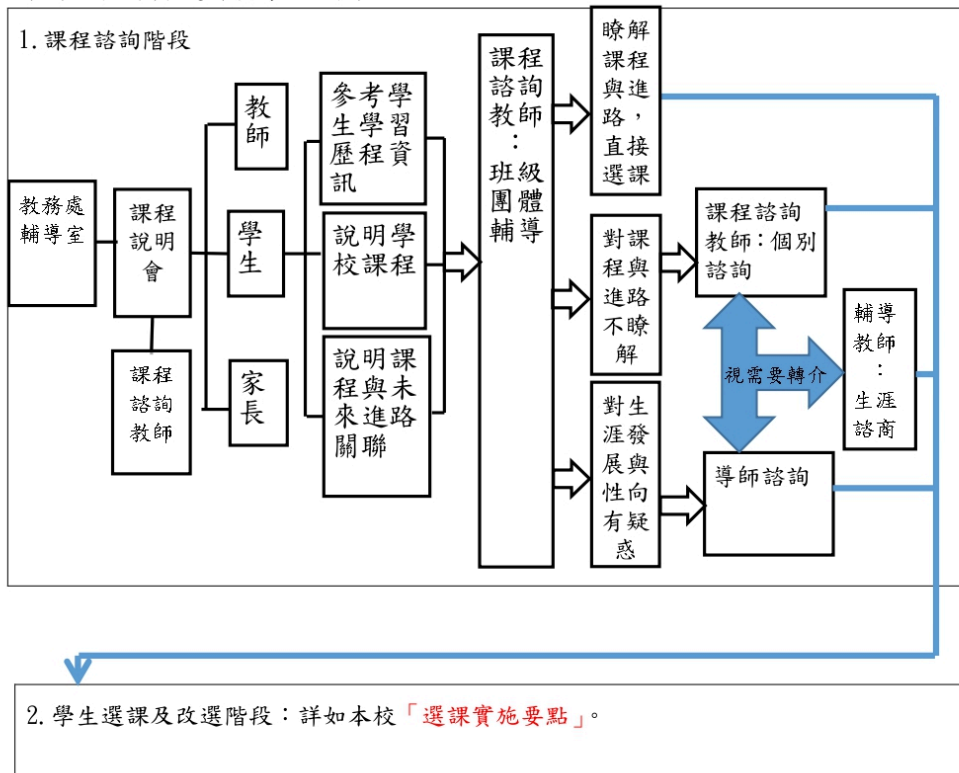 1.課程諮詢階段
教務處
輔導室
課程
說明
會
課程
諮詢
教師
教
師
學
生
家
長
參考學
生學習
歷程資
訊
說明學
校課程
說明課
程與未
來進路
關聯
課程
諮詢
教師
：
班級
團體
輔導
瞭解
課程
與進
路，
直接
選課
對課
程與
進路
不瞭
解
對生
涯發
展與
性向
有疑
惑
課程諮詢
教師：個別
諮詢
視需要轉介
導師諮詢
輔導
教師
：
生涯
諮商
2.學生選課及改選階段：詳如本校「選課實施要點」。